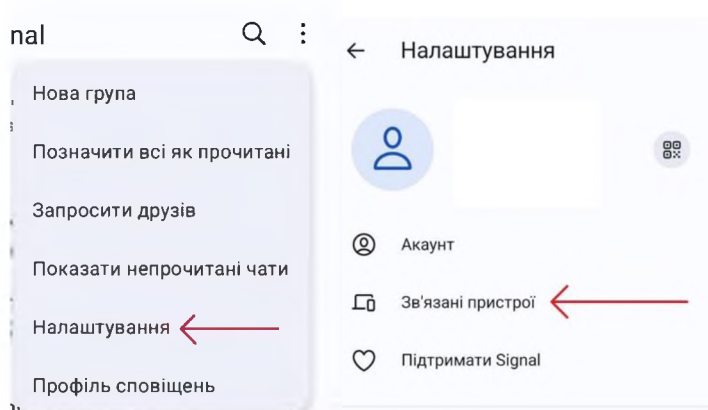 nal
Нова група
Позначити всі як прочитані
Запросити друзів
Показати непрочитані чати
Налаштування
Профіль сповіщень
Налаштування
Акаунт
Зв'язані пристрої
Підтримати Signal